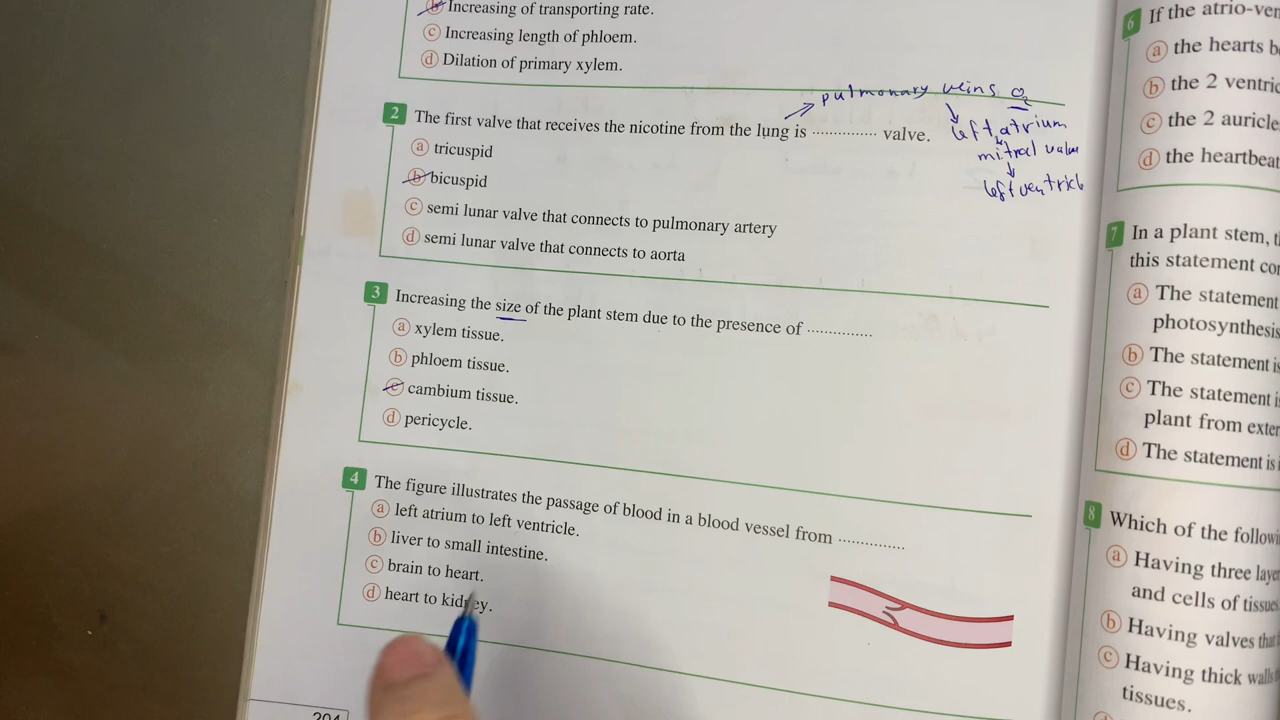 b Increasing of transporting rate.
c Increasing length of phloem.
d Dilation of primary xylem.
pulmonary veins O2
2 The first valve that receives the nicotine from the lung is .............. valve.
left atrium
mitral valve
left ventricle
a tricuspid
b bicuspid
c semi lunar valve that connects to pulmonary artery
d semi lunar valve that connects to aorta
3 Increasing the size of the plant stem due to the presence of ..............
a xylem tissue.
b phloem tissue.
c cambium tissue.
d pericycle.
4 The figure illustrates the passage of blood in a blood vessel from ..............
a left atrium to left ventricle.
b liver to small intestine.
c brain to heart.
d heart to kidney.
204
6 If the atrio-ven
a the hearts b
b the 2 ventric
c the 2 auricle
d the heartbeat
7 In a plant stem, t
this statement cor
a The statement
photosynthesis
b The statement is
c The statement i
plant from exter
d The statement is i
8 Which of the followi
a Having three laye
and cells of tissue
b Having valves tha
c Having thick walls
tissues.